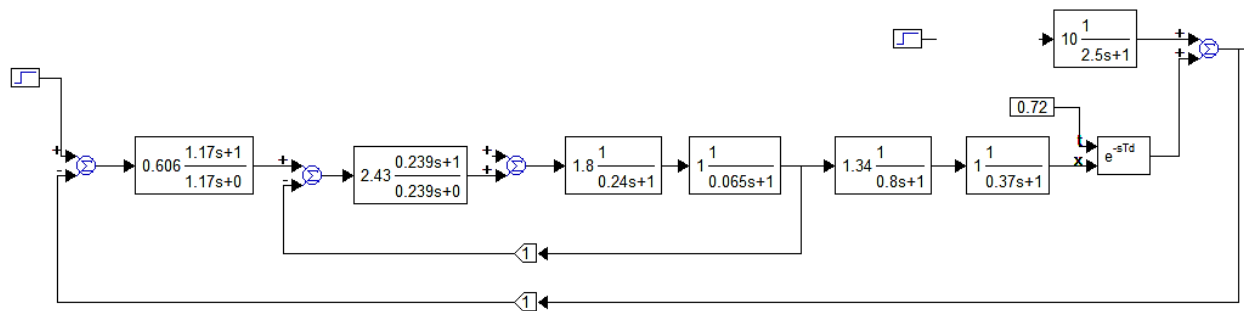 10 1
2.5s+1
+
+
Σ
0.72
+
-
Σ
0.606 1.17s+1
1.17s+0
+
-
Σ
2.43 0.239s+1
0.239s+0
+
+
Σ
1.8 1
0.24s+1
1 1
0.065s+1
1.34 1
0.8s+1
1 1
0.37s+1
t
x
e-sTd
1
1